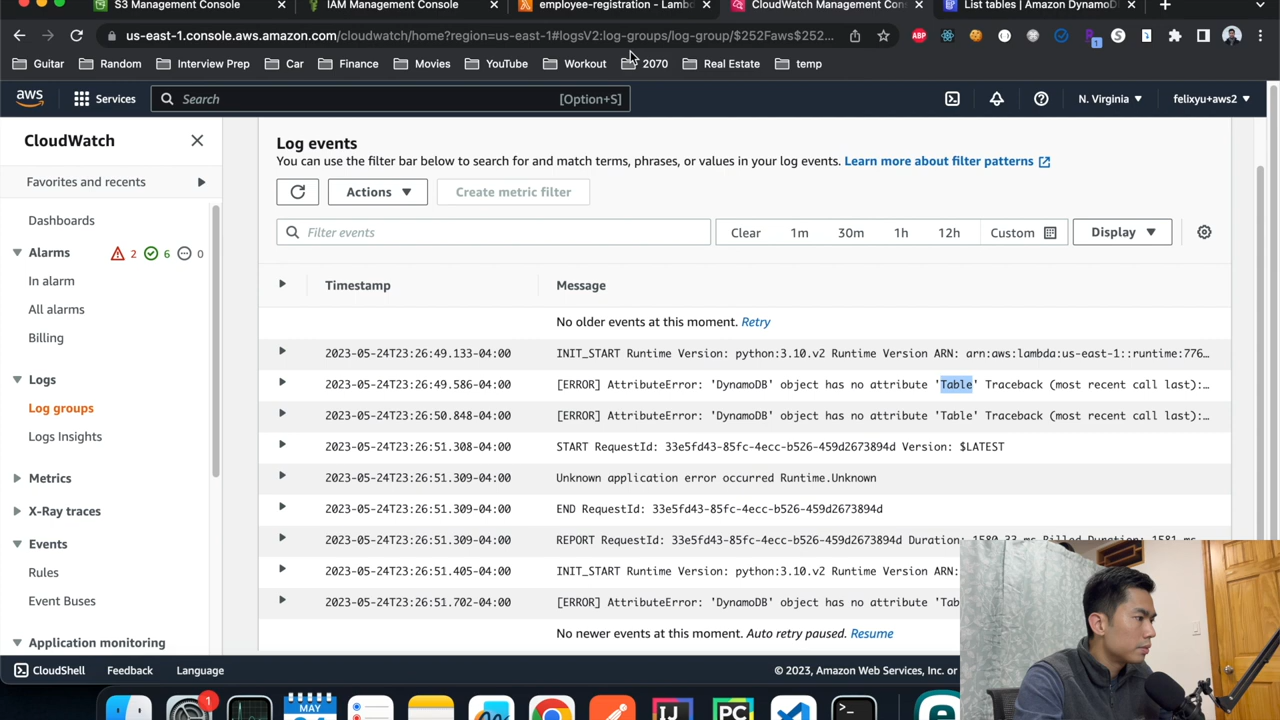 S3 Management Console
IAM Management Console
employee-registration - Lamb
CloudWatch Management Con
List tables | Amazon DynamoD
us-east-1.console.aws.amazon.com/cloudwatch/home?region=us-east-1#logsV2:log-groups/log-group/$252Faws$252...
Guitar
Random
Interview Prep
Car
Finance
Movies
YouTube
Workout
2070
Real Estate
temp
aws
Services
Search
[Option+S]
N. Virginia
felixyu+aws2
CloudWatch
Favorites and recents
Dashboards
Alarms
2
6
0
In alarm
All alarms
Billing
Logs
Log groups
Logs Insights
Metrics
X-Ray traces
Events
Rules
Event Buses
Application monitoring
Log events
You can use the filter bar below to search for and match terms, phrases, or values in your log events. Learn more about filter patterns
Actions
Create metric filter
Filter events
Clear
1m
30m
1h
12h
Custom
Display
Timestamp
Message
No older events at this moment. Retry
2023-05-24T23:26:49.133-04:00 INIT_START Runtime Version: python:3.10.v2 Runtime Version ARN: arn:aws:lambda:us-east-1::runtime:776…
2023-05-24T23:26:49.586-04:00 [ERROR] AttributeError: 'DynamoDB' object has no attribute 'Table' Traceback (most recent call last):…
2023-05-24T23:26:50.848-04:00 [ERROR] AttributeError: 'DynamoDB' object has no attribute 'Table' Traceback (most recent call last):…
2023-05-24T23:26:51.308-04:00 START RequestId: 33e5fd43-85fc-4ecc-b526-459d2673894d Version: $LATEST
2023-05-24T23:26:51.309-04:00 Unknown application error occurred Runtime.Unknown
2023-05-24T23:26:51.309-04:00 END RequestId: 33e5fd43-85fc-4ecc-b526-459d2673894d
2023-05-24T23:26:51.309-04:00 REPORT RequestId: 33e5fd43-85fc-4ecc-b526-459d2673894d Duration: 1580.33 ms Billed Duration: 1581 ms
2023-05-24T23:26:51.405-04:00 INIT_START Runtime Version: python:3.10.v2 Runtime Version ARN:
2023-05-24T23:26:51.702-04:00 [ERROR] AttributeError: 'DynamoDB' object has no attribute 'Tab
No newer events at this moment. Auto retry paused. Resume
CloudShell
Feedback
Language
© 2023, Amazon Web Services, Inc. or
1
MAY
PC